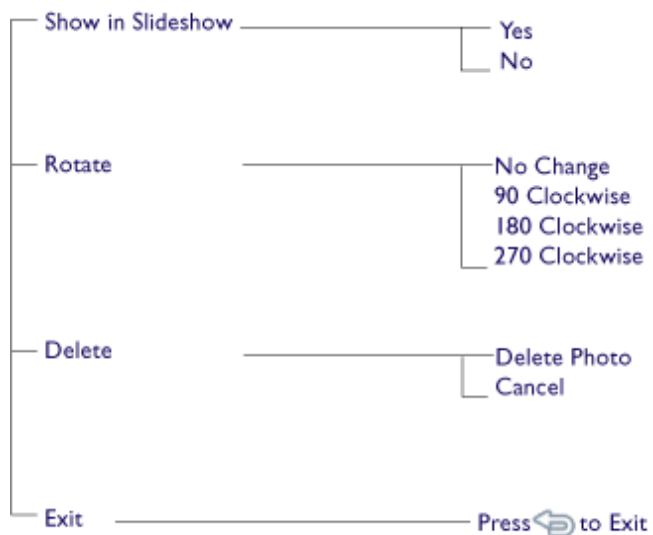 Show in Slideshow
Yes
No
Rotate
No Change
90 Clockwise
180 Clockwise
270 Clockwise
Delete
Delete Photo
Cancel
Exit
Press to Exit